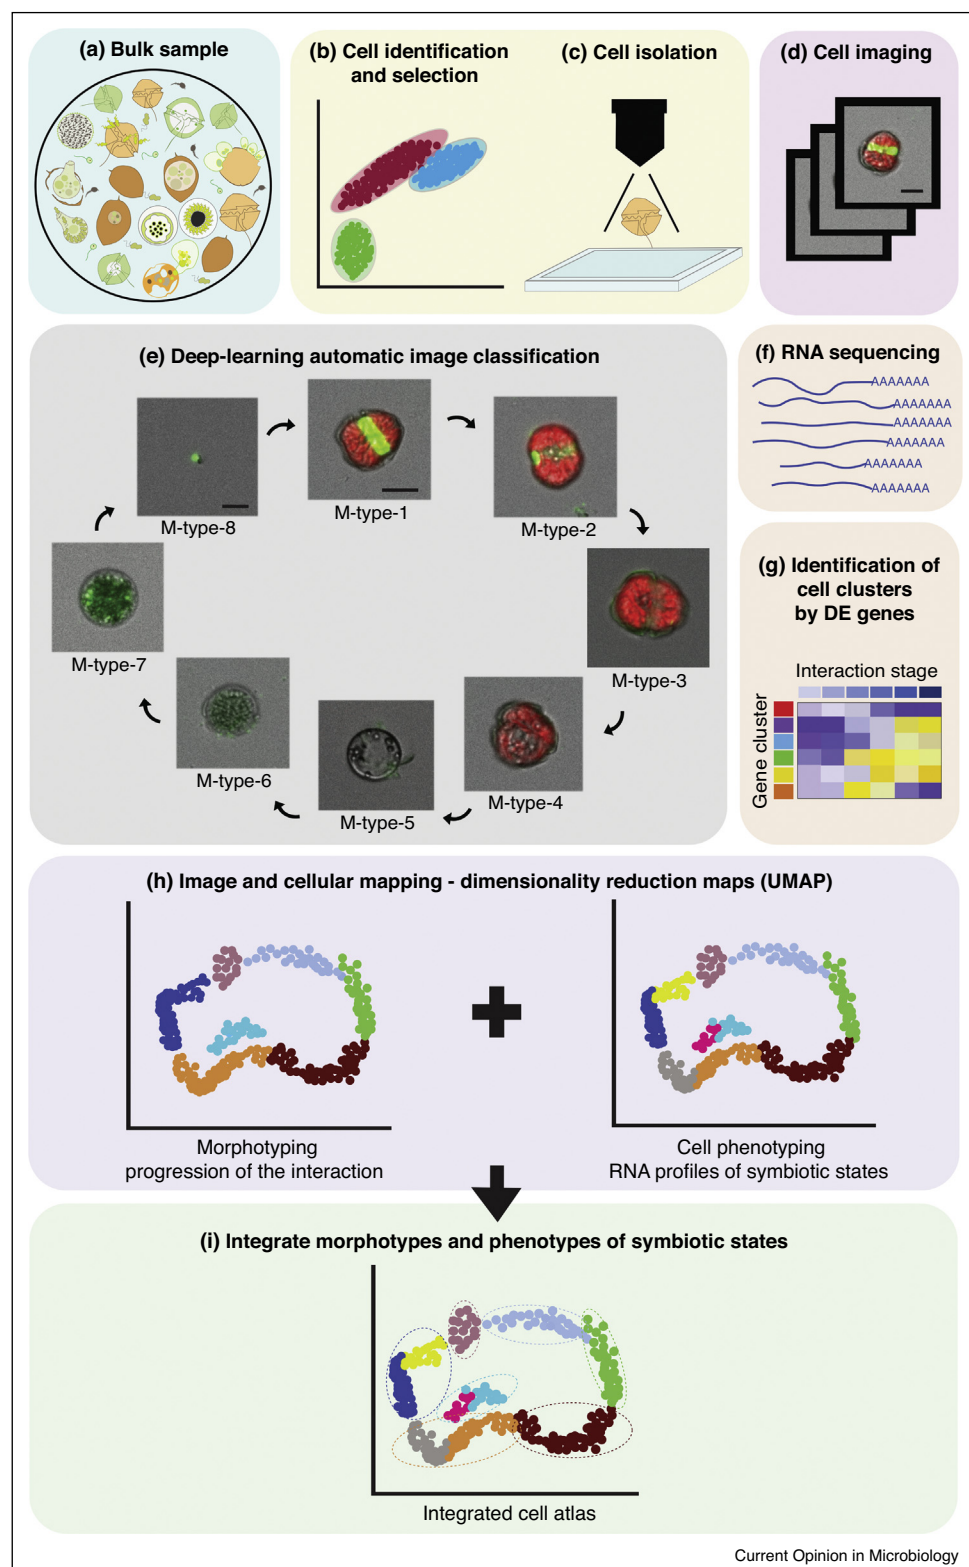 (a) Bulk sample
(b) Cell identification
and selection
(c) Cell isolation
(d) Cell imaging
(e) Deep-learning automatic image classification
M-type-8
M-type-1
M-type-2
M-type-7
M-type-3
M-type-6
M-type-5
M-type-4
(f) RNA sequencing
AAAAAAA
AAAAAAA
AAAAAAA
AAAAAAA
AAAAAAA
AAAAAAA
(g) Identification of
cell clusters
by DE genes
Interaction stage
Gene cluster
(h) Image and cellular mapping - dimensionality reduction maps (UMAP)
Morphotyping
progression of the interaction
Cell phenotyping
RNA profiles of symbiotic states
(i) Integrate morphotypes and phenotypes of symbiotic states
Integrated cell atlas
Current Opinion in Microbiology